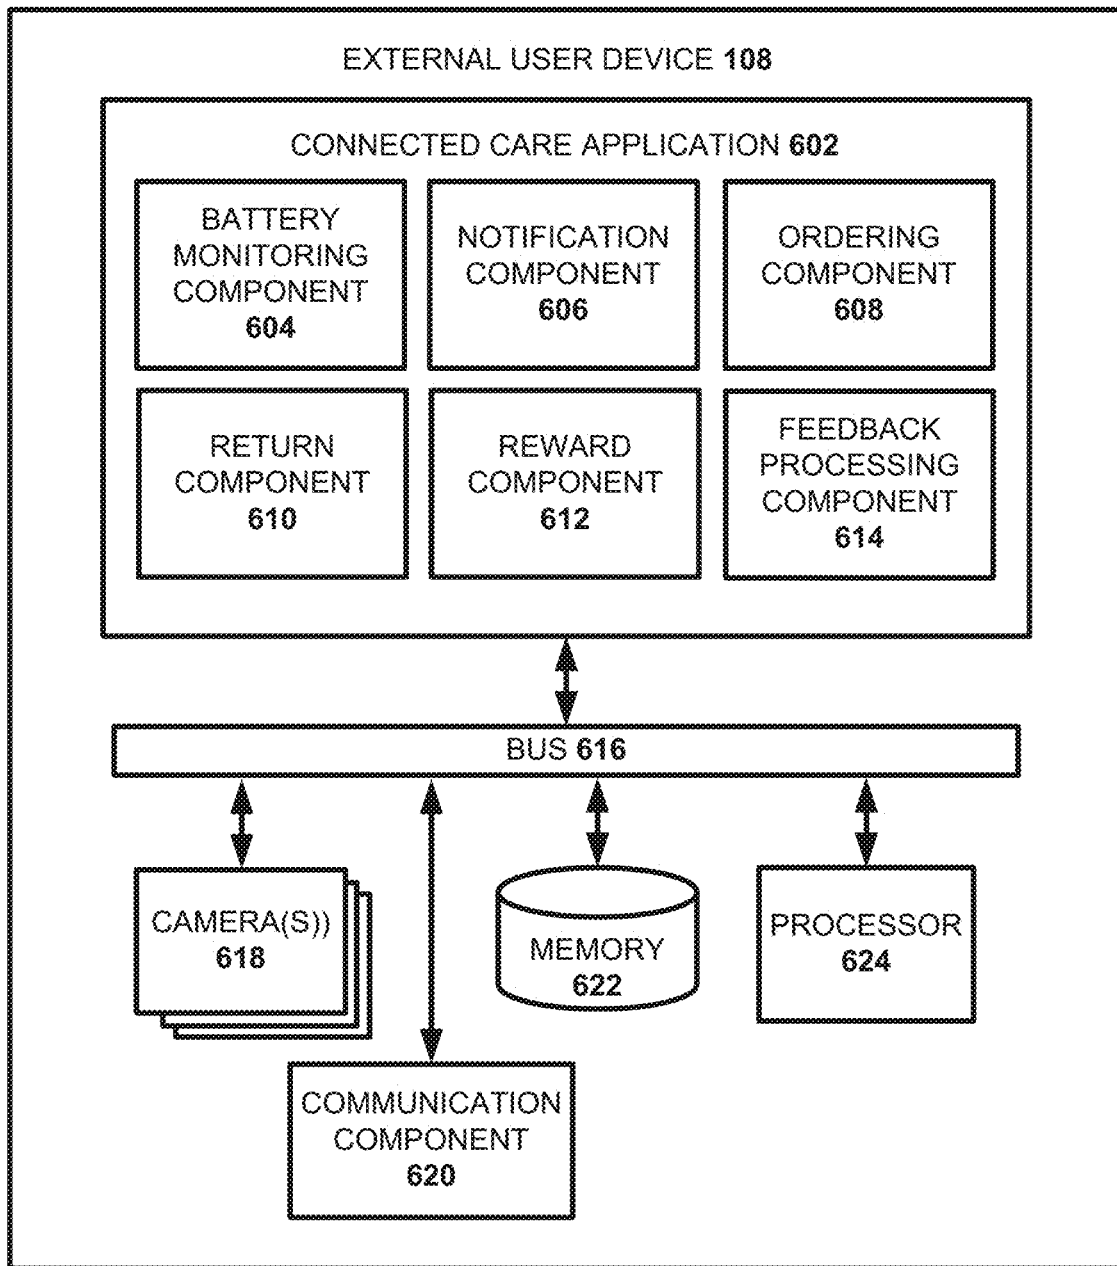 EXTERNAL USER DEVICE 108
CONNECTED CARE APPLICATION 602
BATTERY
MONITORING
COMPONENT
604
NOTIFICATION
COMPONENT
606
ORDERING
COMPONENT
608
RETURN
COMPONENT
610
REWARD
COMPONENT
612
FEEDBACK
PROCESSING
COMPONENT
614
BUS 616
CAMERA(S))
618
MEMORY
622
PROCESSOR
624
COMMUNICATION
COMPONENT
620